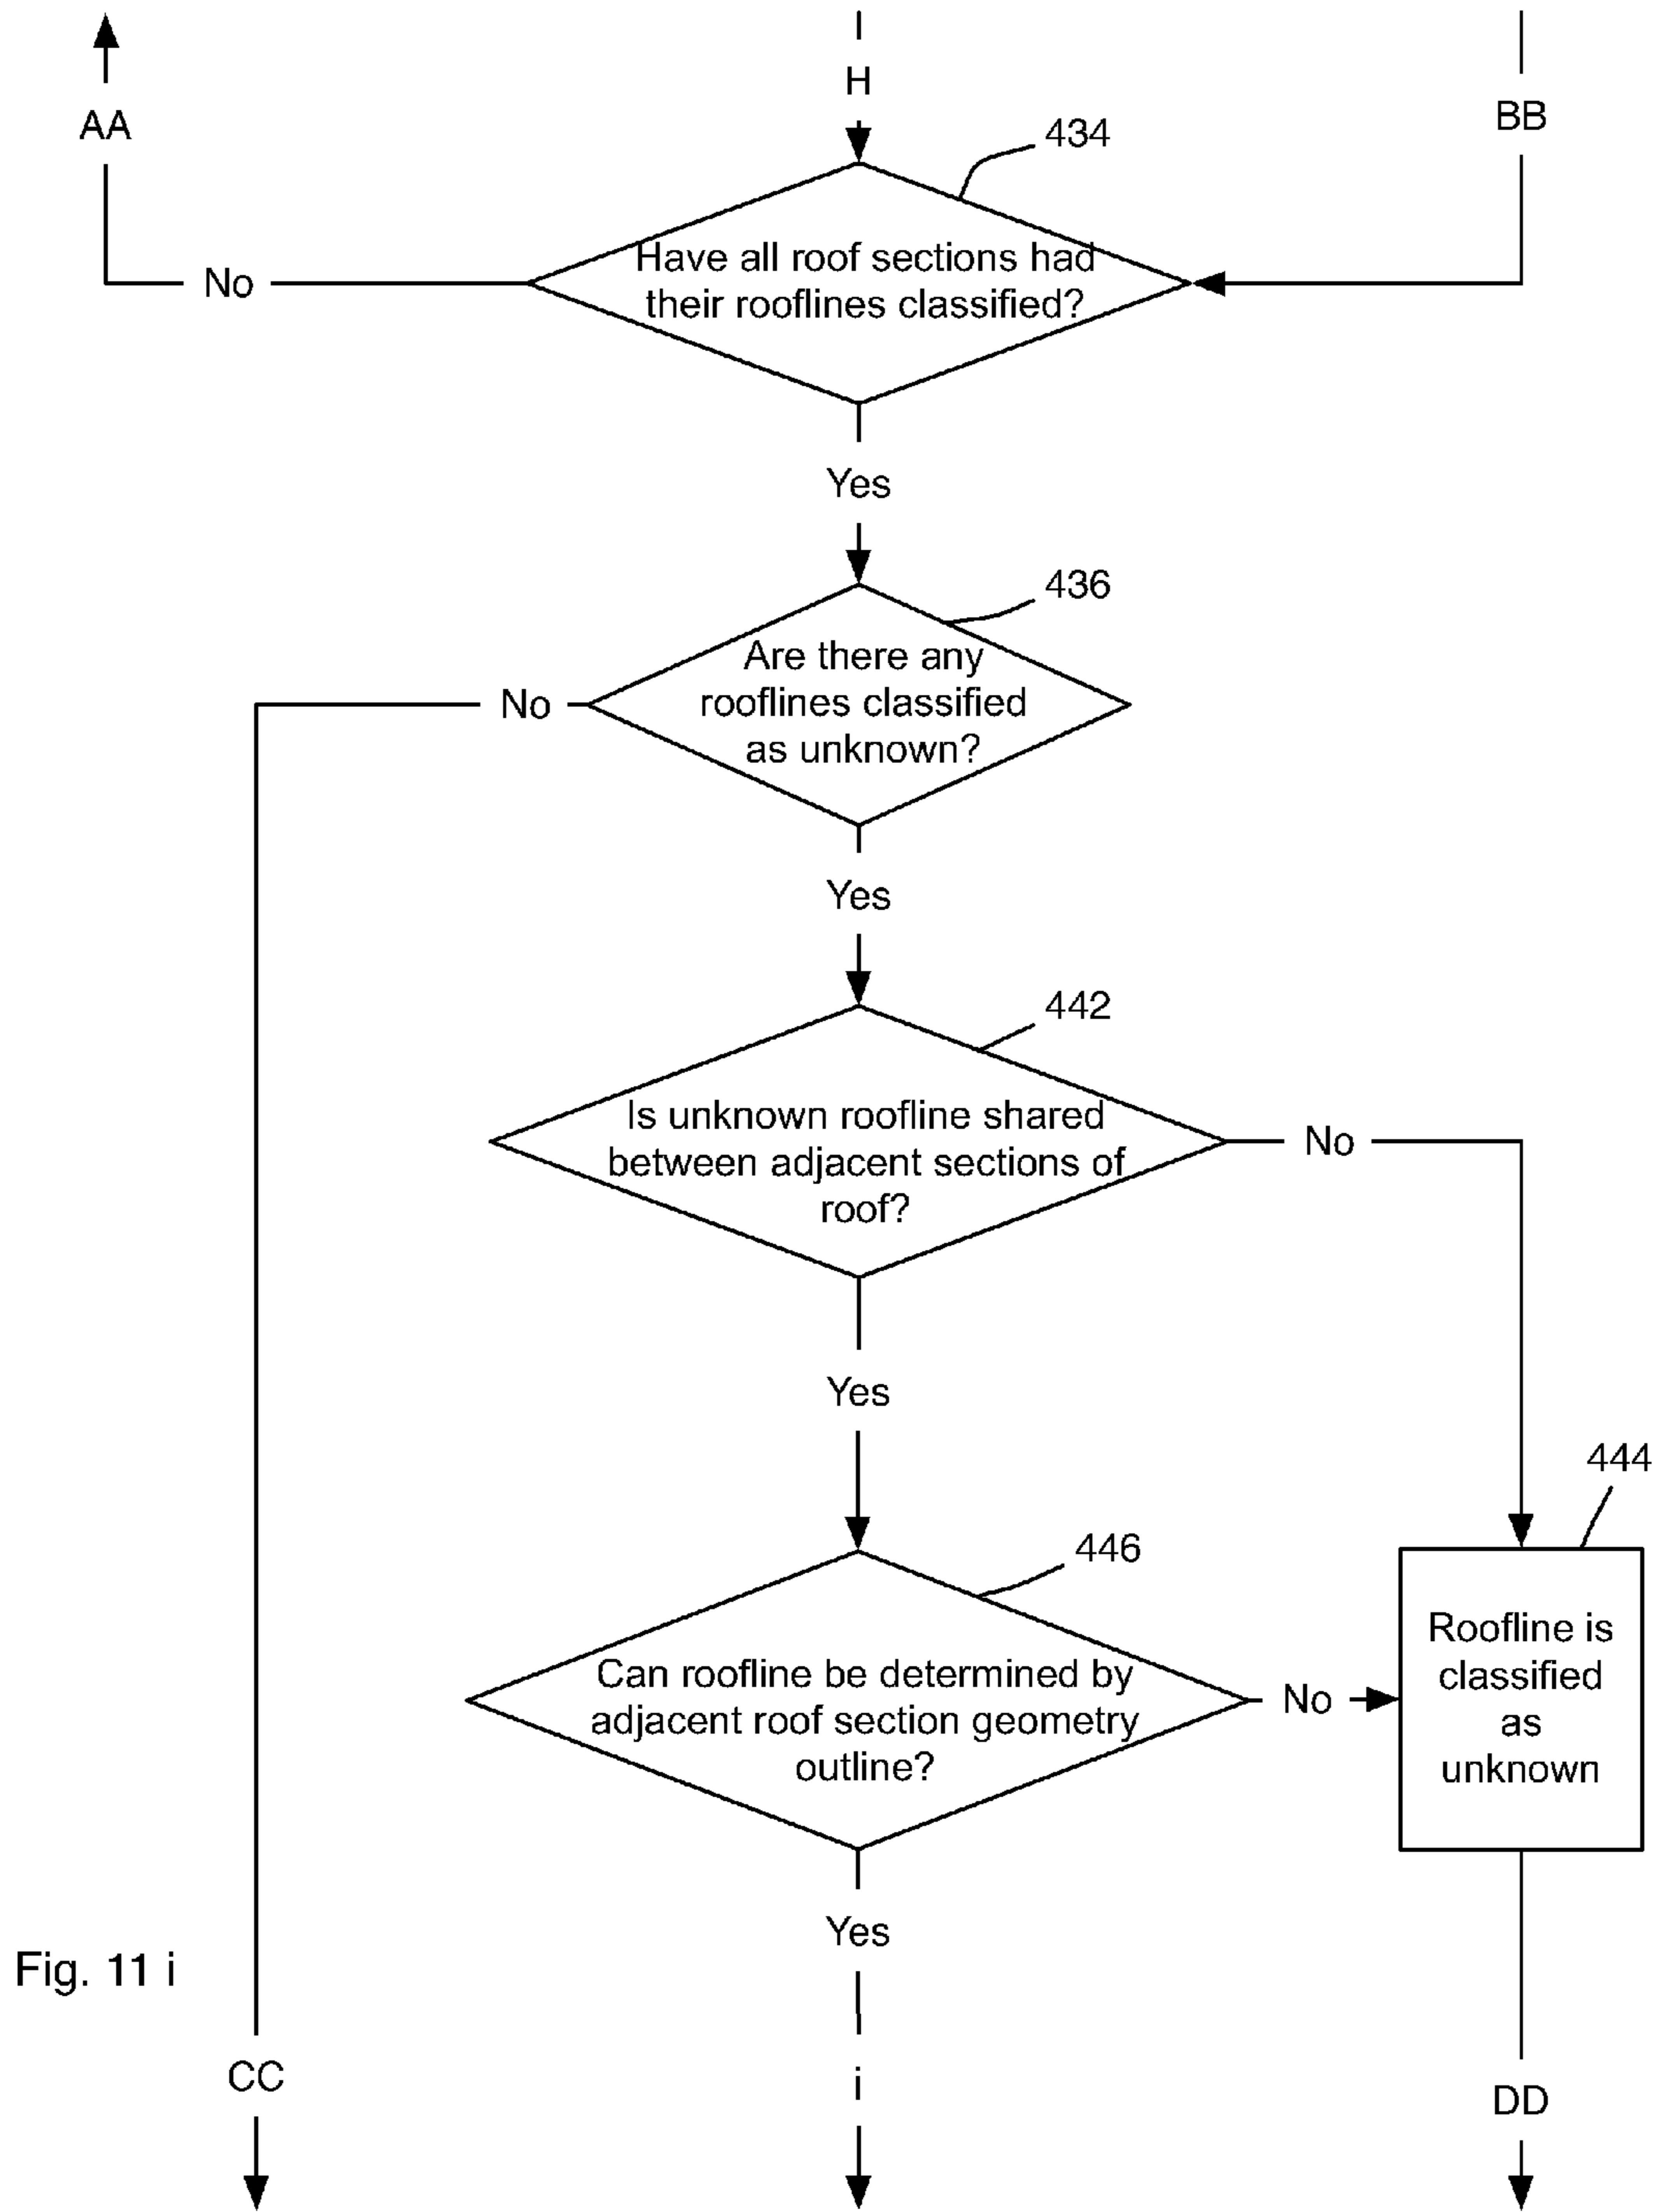 H
AA
BB
434
Have all roof sections had
their rooflines classified?
No
Yes
436
Are there any
rooflines classified
as unknown?
No
Yes
442
Is unknown roofline shared
between adjacent sections of
roof?
No
Yes
444
446
Roofline is
classified
as
unknown
Can roofline be determined by
adjacent roof section geometry
outline?
No
Yes
Fig. 11 i
CC
i
DD